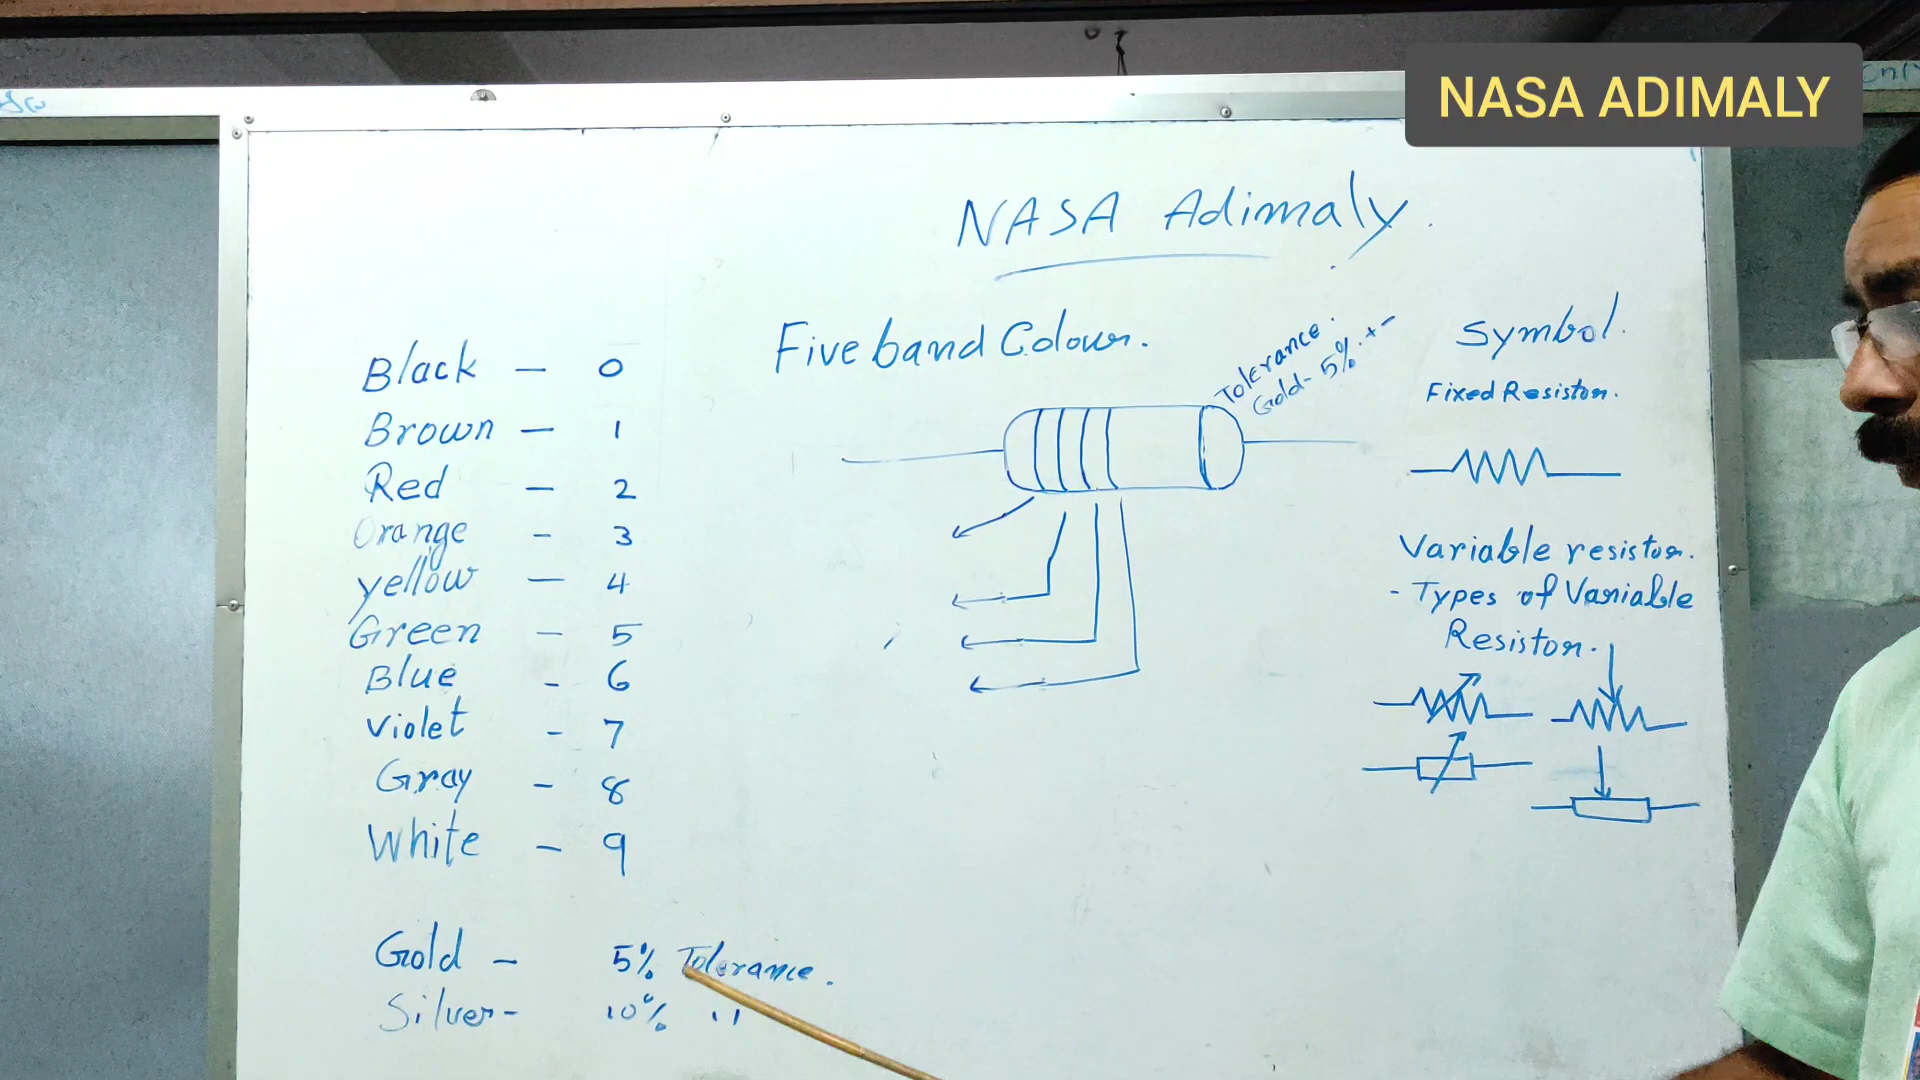 NASA ADIMALY
NASA Adimaly.
Five band Colour.
Black - 0
Brown - 1
Red - 2
Orange - 3
yellow - 4
Green - 5
Blue - 6
Violet - 7
Gray - 8
White - 9
Gold - 5% Tolerance.
Silver - 10% 11
Tolerance.
Gold - 5% + -
Symbol.
Fixed Resistor.
Variable resistor.
- Types of Variable
Resistor.